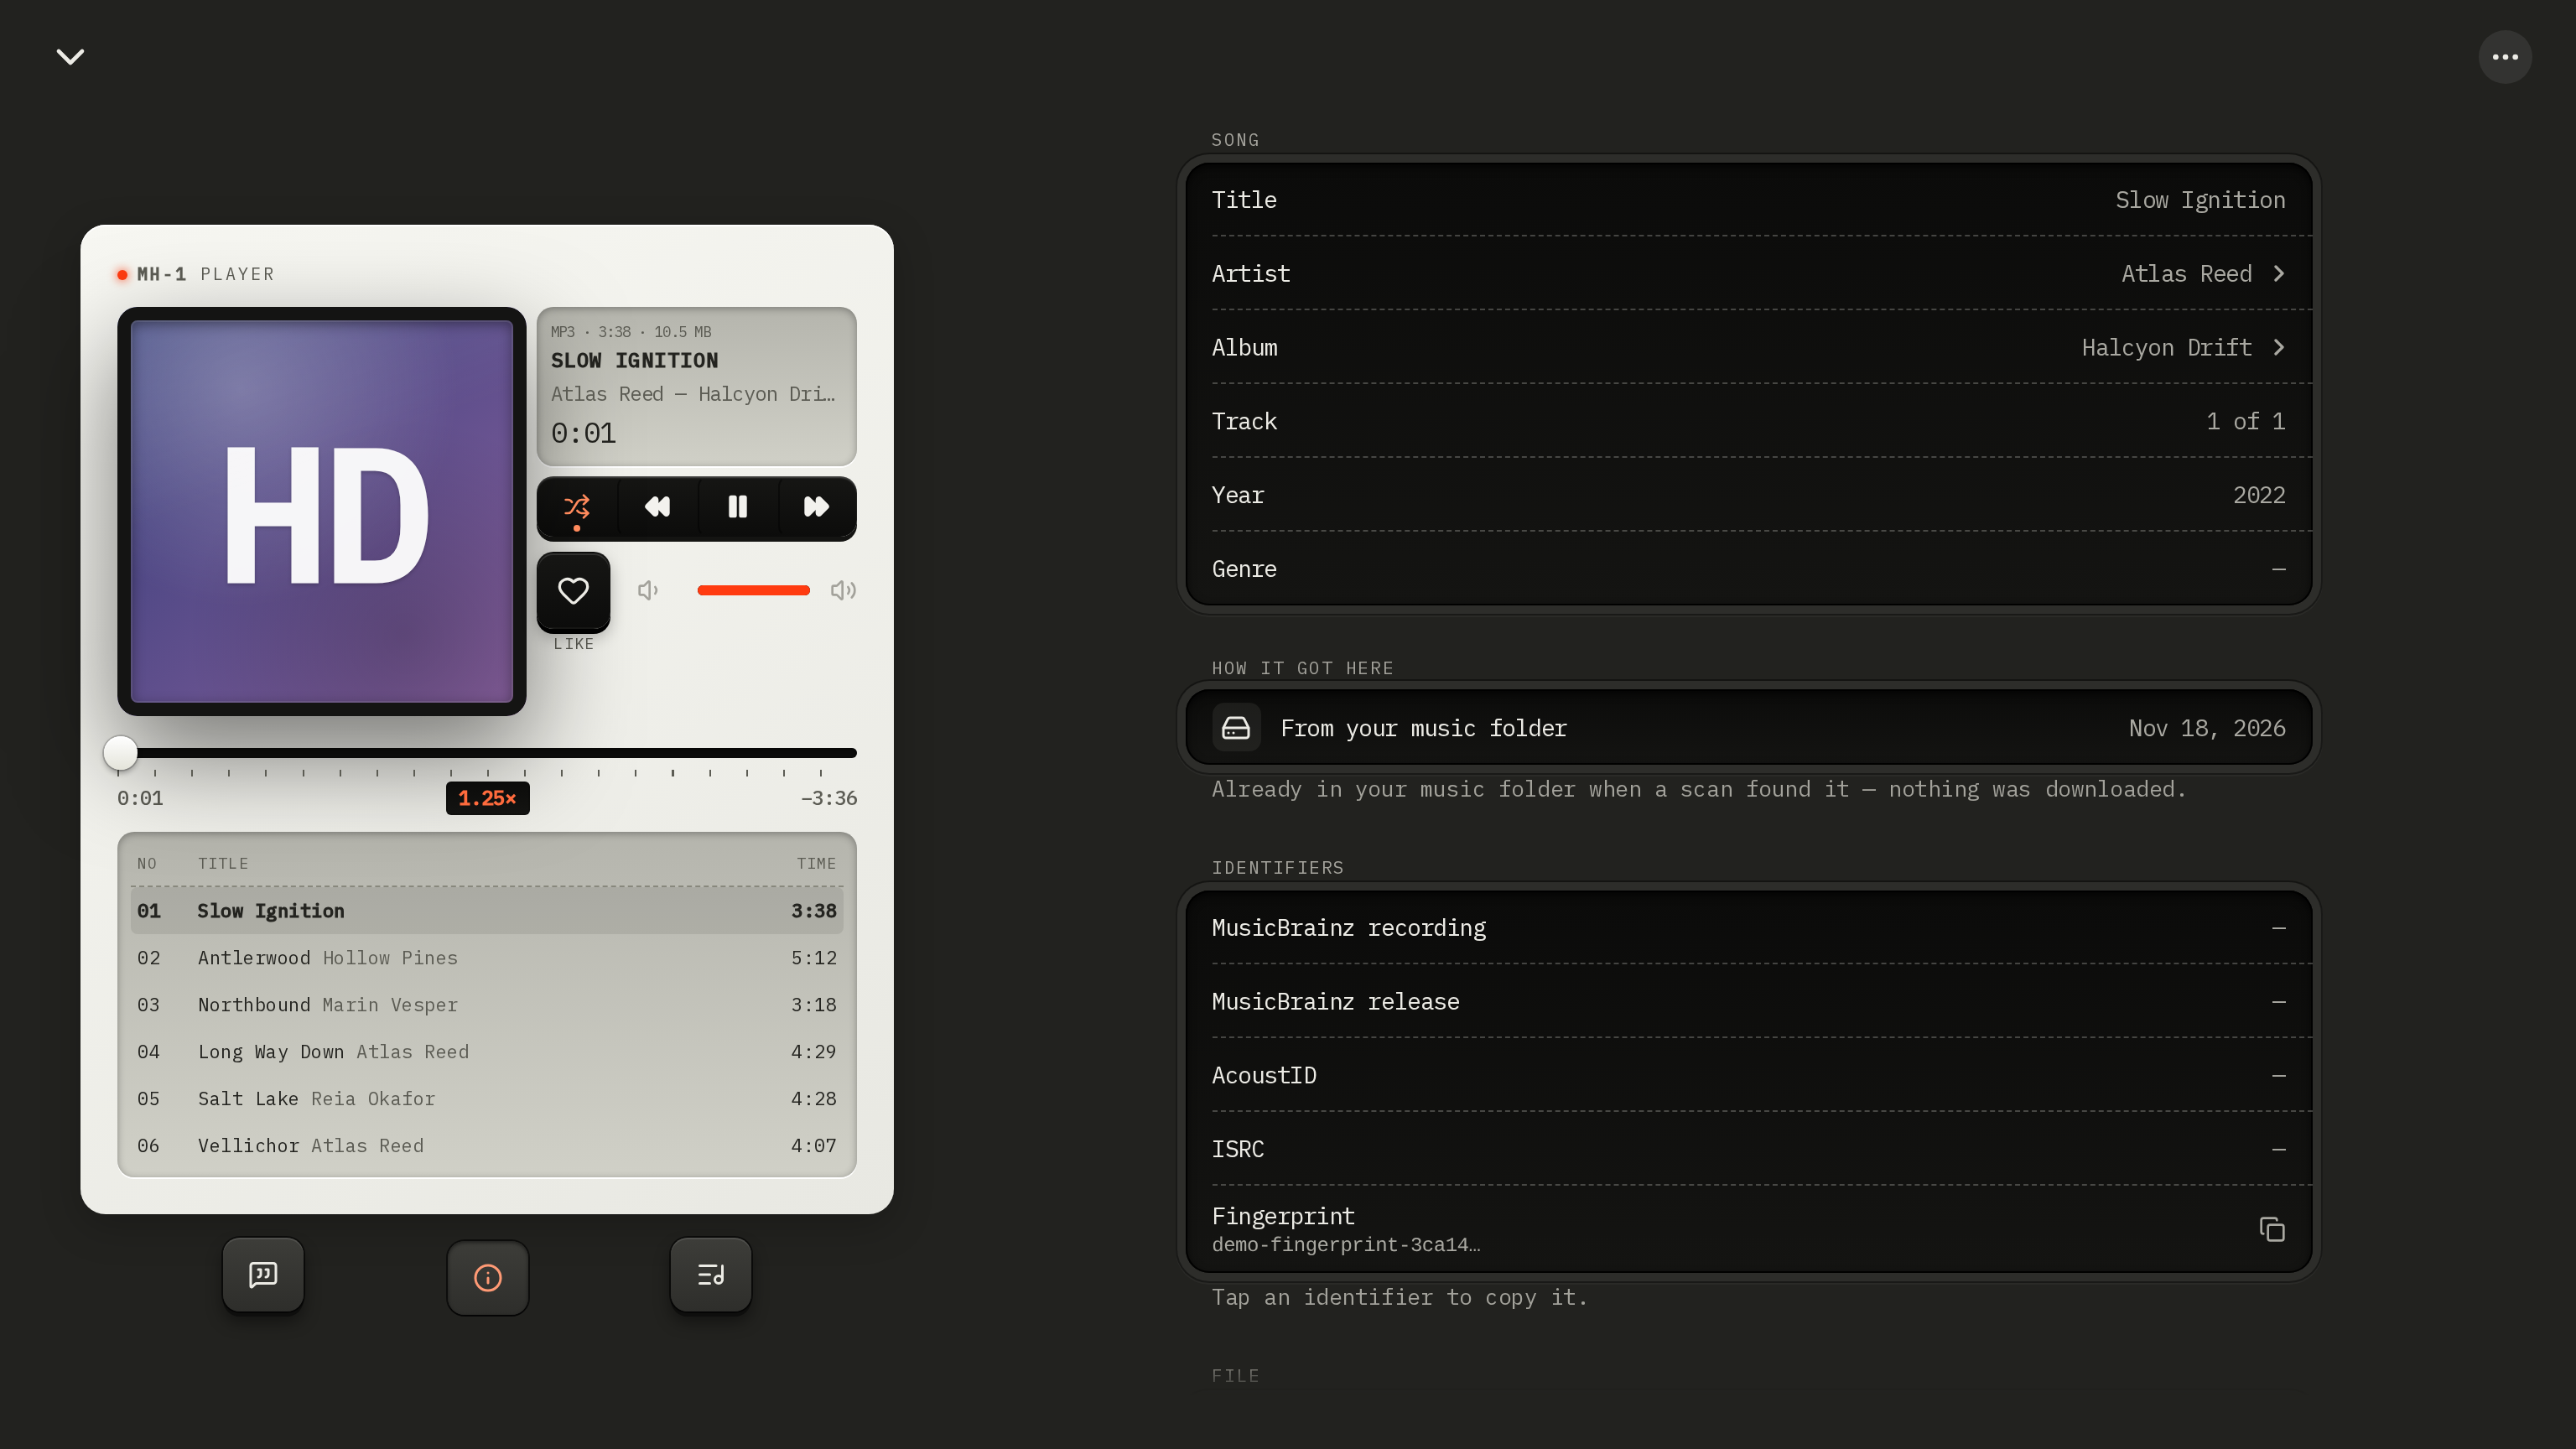 MH-1 PLAYER
HD
MP3 · 3:38 · 10.5 MB
SLOW IGNITION
Atlas Reed — Halcyon Dri…
0:01
LIKE
0:01 1.25× −3:36
NO TITLE TIME
01 Slow Ignition 3:38
02 Antlerwood Hollow Pines 5:12
03 Northbound Marin Vesper 3:18
04 Long Way Down Atlas Reed 4:29
05 Salt Lake Reia Okafor 4:28
06 Vellichor Atlas Reed 4:07
SONG
Title Slow Ignition
Artist Atlas Reed
Album Halcyon Drift
Track 1 of 1
Year 2022
Genre —
HOW IT GOT HERE
From your music folder Nov 18, 2026
Already in your music folder when a scan found it — nothing was downloaded.
IDENTIFIERS
MusicBrainz recording —
MusicBrainz release —
AcoustID —
ISRC —
Fingerprint
demo-fingerprint-3ca14…
Tap an identifier to copy it.
FILE